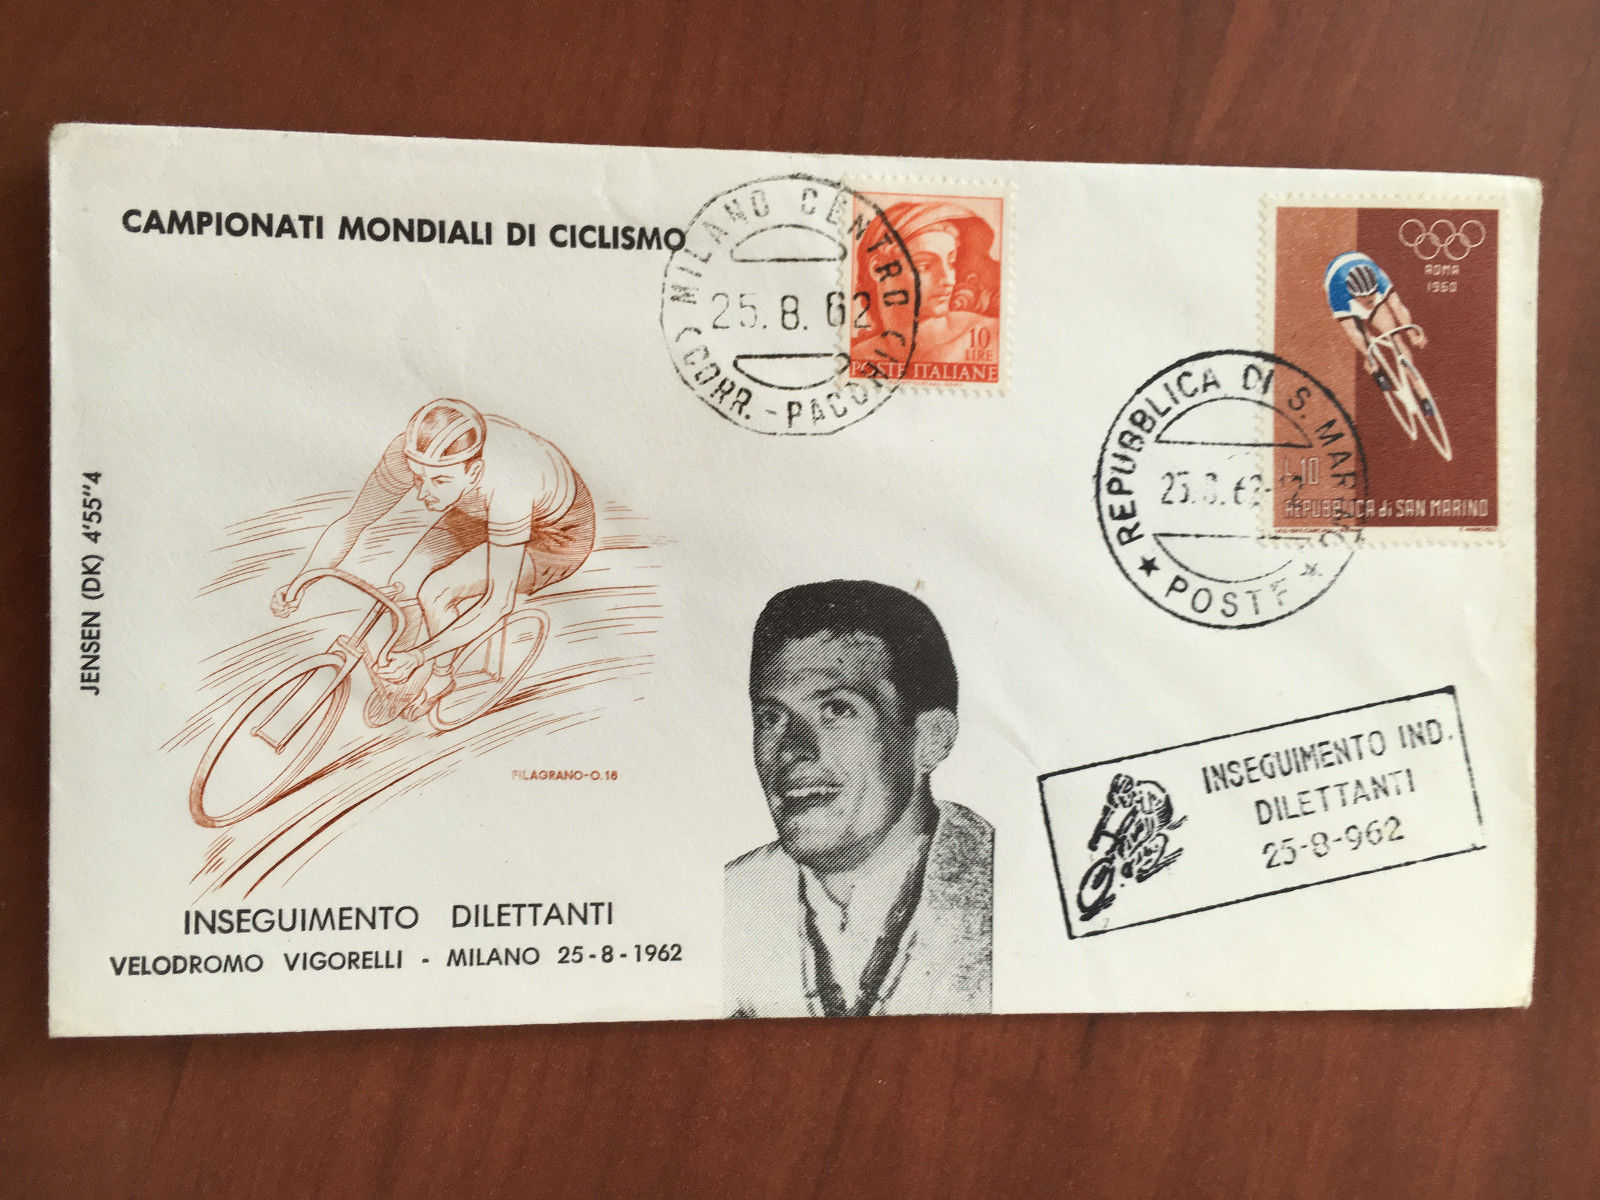 CAMPIONATI MONDIALI DI CICLISMO
MILANO CENTRO
25.8.62
CORR. - PACCHI
10
LIRE
POSTE ITALIANE
ROMA
1960
L. 10
REPUBBLICA di SAN MARINO
REPUBBLICA DI S. MARINO
POSTE
JENSEN (DK) 4'55"4
FILAGRANO-O.18
INSEGUIMENTO IND.
DILETTANTI
25-8-962
INSEGUIMENTO DILETTANTI
VELODROMO VIGORELLI - MILANO 25-8-1962